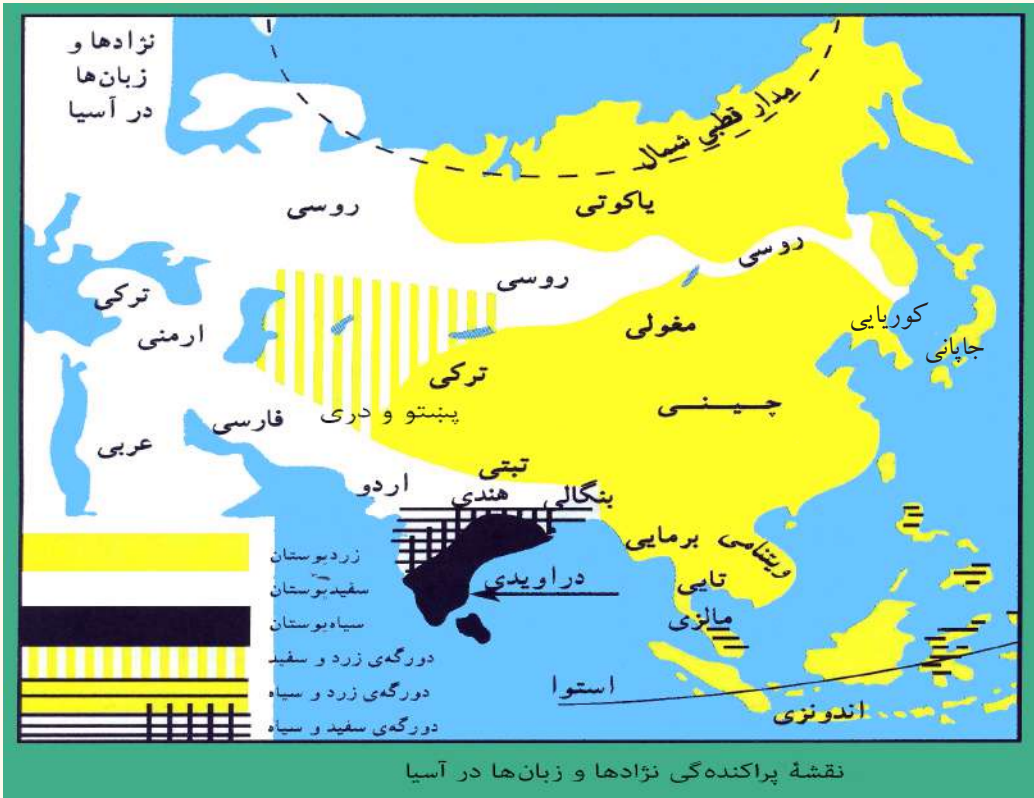 نژادها و
زبان‌ها
در آسیا
مدار قطبی شمال
یاکوتی
روسی
روسی
روسی
ترکی
ارمنی
مغولی
کوریایی
جاپانی
ترکی
چینی
پښتو و دری
فارسی
عربی
تبتی
اردو
هندی
بنگالی
برمایی
ویتنامی
دراویدی
تایی
مالزی
استوا
اندونزی
زردپوستان
سفیدپوستان
سیاه‌پوستان
دورگه‌ی زرد و سفید
دورگه‌ی زرد و سیاه
دورگه‌ی سفید و سیاه
نقشهٔ پراکنده‌گی نژادها و زبان‌ها در آسیا